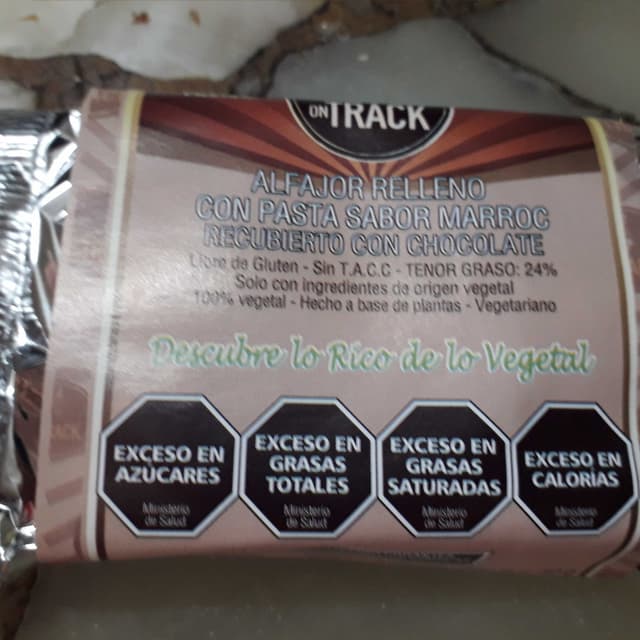 ONTRACK
ALFAJOR RELLENO
CON PASTA SABOR MARROC
RECUBIERTO CON CHOCOLATE
Libre de Gluten - Sin T.A.C.C - TENOR GRASO: 24%
Solo con ingredientes de origen vegetal
100% vegetal - Hecho a base de plantas - Vegetariano
Descubre lo Rico de lo Vegetal
EXCESO EN AZÚCARES
Ministerio de Salud
EXCESO EN GRASAS TOTALES
Ministerio de Salud
EXCESO EN GRASAS SATURADAS
Ministerio de Salud
EXCESO EN CALORÍAS
Ministerio de Salud